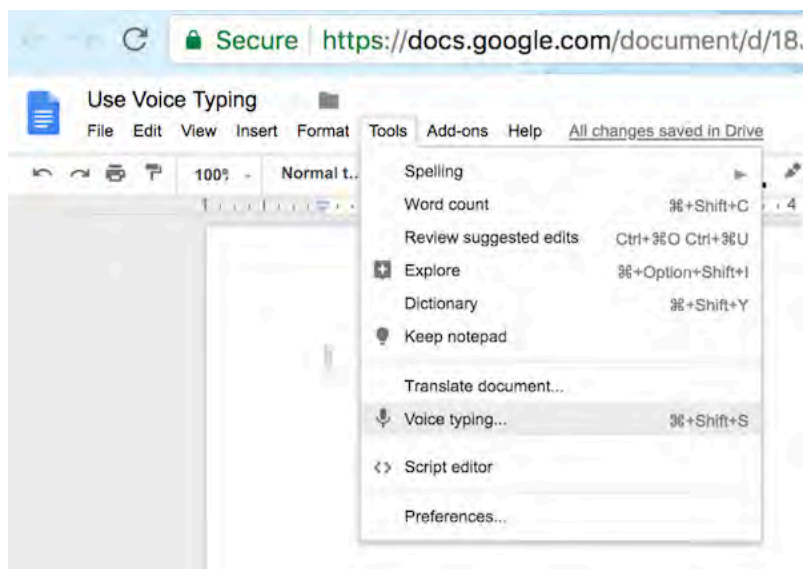 Secure https://docs.google.com/document/d/18.
Use Voice Typing
File Edit View Insert Format Tools Add-ons Help All changes saved in Drive
100% Normal t..
Spelling
Word count ⌘+Shift+C
4
Review suggested edits Ctrl+⌘O Ctrl+⌘U
Explore ⌘+Option+Shift+I
Dictionary ⌘+Shift+Y
Keep notepad
Translate document...
Voice typing... ⌘+Shift+S
Script editor
Preferences...